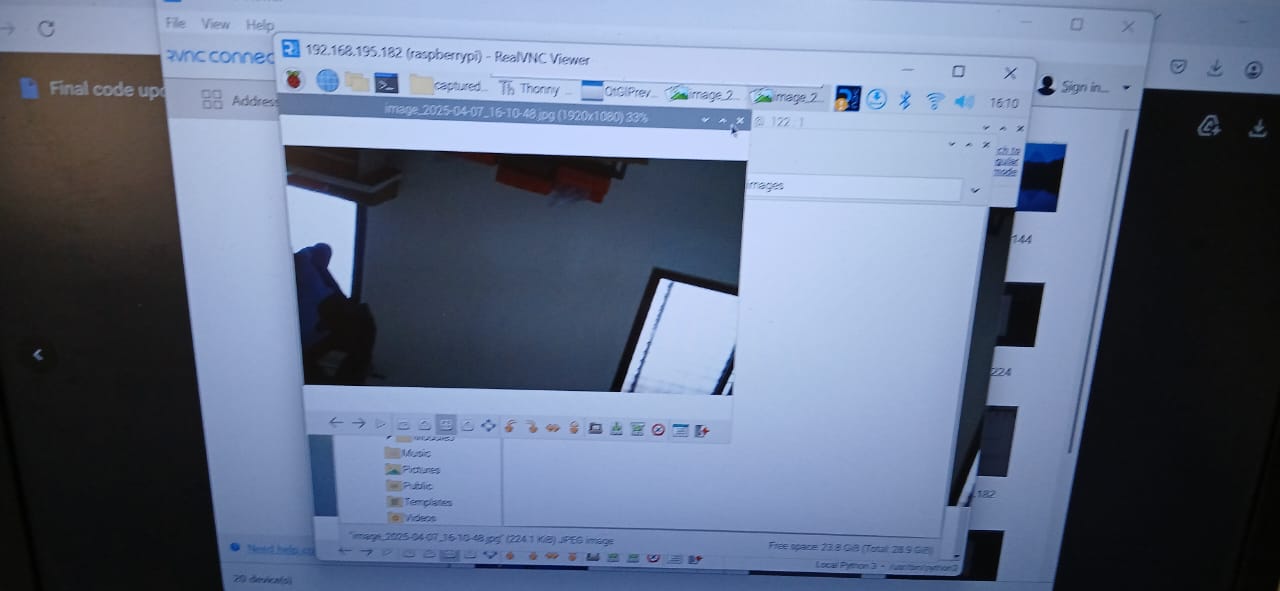 File View Help
192.168.195.182 (raspberrypi) - RealVNC Viewer
Final code
Address
captured...
Thonny ...
image_2...
image_2...
16:10
Sign in...
image_2025-04-07_16-10-48.jpg (1920x1080) 33%
images
144
224
182
Music
Pictures
Public
Templates
Videos
"image_2025-04-07_16-10-48.jpg" (224.1 KiB) JPEG image
Free space: 23.8 GiB (Total: 28.9 GiB)
Need help
Local Python 3 • /usr/bin/python3
20 device(s)